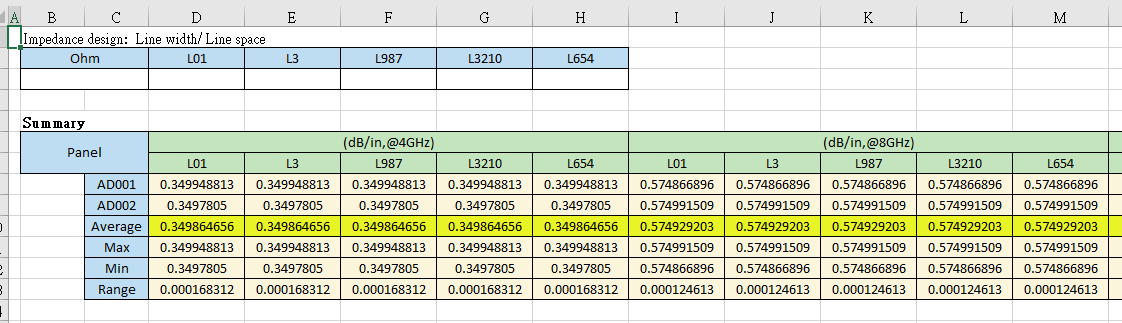 A B C D E F G H I J K L M
Impedance design: Line width/ Line space
Ohm L01 L3 L987 L3210 L654
Summary
Panel (dB/in,@4GHz) (dB/in,@8GHz)
L01 L3 L987 L3210 L654 L01 L3 L987 L3210 L654
AD001 0.349948813 0.349948813 0.349948813 0.349948813 0.349948813 0.574866896 0.574866896 0.574866896 0.574866896 0.574866896
AD002 0.3497805 0.3497805 0.3497805 0.3497805 0.3497805 0.574991509 0.574991509 0.574991509 0.574991509 0.574991509
Average 0.349864656 0.349864656 0.349864656 0.349864656 0.349864656 0.574929203 0.574929203 0.574929203 0.574929203 0.574929203
Max 0.349948813 0.349948813 0.349948813 0.349948813 0.349948813 0.574991509 0.574991509 0.574991509 0.574991509 0.574991509
Min 0.3497805 0.3497805 0.3497805 0.3497805 0.3497805 0.574866896 0.574866896 0.574866896 0.574866896 0.574866896
Range 0.000168312 0.000168312 0.000168312 0.000168312 0.000168312 0.000124613 0.000124613 0.000124613 0.000124613 0.000124613